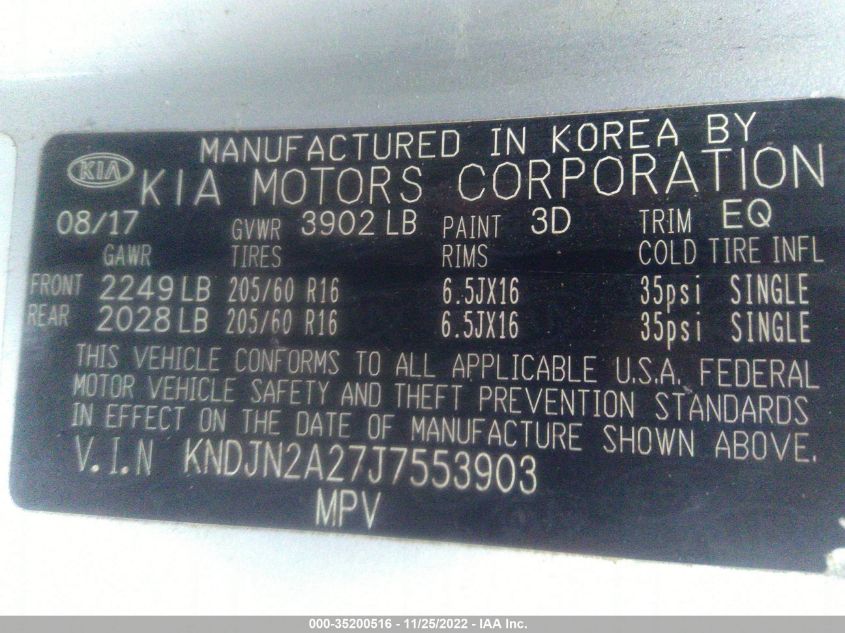 MANUFACTURED IN KOREA BY
KIA KIA MOTORS CORPORATION
08/17 GVWR 3902 LB PAINT 3D TRIM EQ
GAWR TIRES RIMS COLD TIRE INFL
FRONT 2249 LB 205/60 R16 6.5JX16 35psi SINGLE
REAR 2028 LB 205/60 R16 6.5JX16 35psi SINGLE
THIS VEHICLE CONFORMS TO ALL APPLICABLE U.S.A. FEDERAL
MOTOR VEHICLE SAFETY AND THEFT PREVENTION STANDARDS
IN EFFECT ON THE DATE OF MANUFACTURE SHOWN ABOVE.
V.I.N KNDJN2A27J7553903
MPV
000-35200516 - 11/25/2022 - IAA Inc.